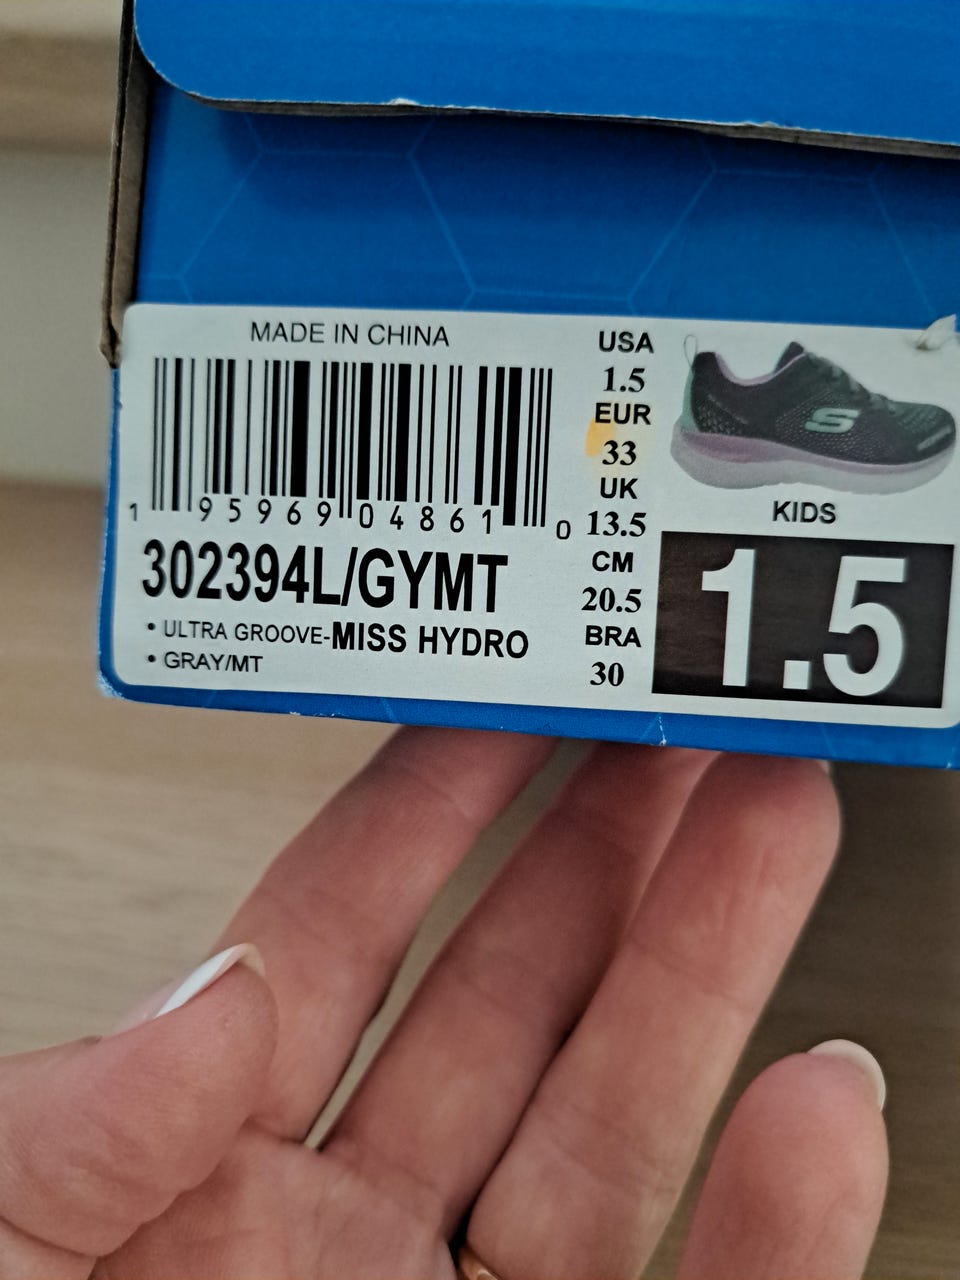 MADE IN CHINA
1 95969 04861 0
302394L/GYMT
• ULTRA GROOVE-MISS HYDRO
• GRAY/MT
USA
1.5
EUR
33
UK
13.5
CM
20.5
BRA
30
S
KIDS
1.5